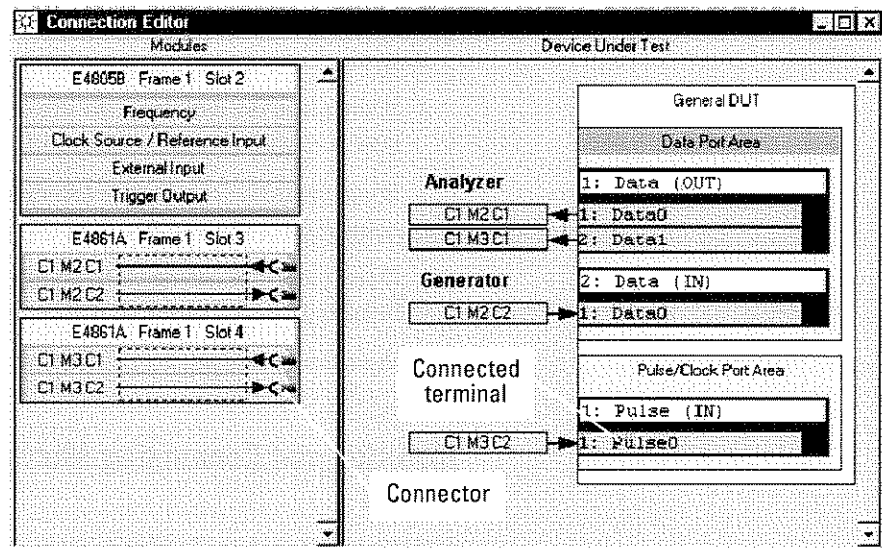 Connection Editor
Modules
Device Under Test
E4805B Frame 1 Slot 2
Frequency
Clock Source / Reference Input
External Input
Trigger Output
E4861A Frame 1 Slot 3
C1 M2 C1
C1 M2 C2
E4861A Frame 1 Slot 4
C1 M3 C1
C1 M3 C2
General DUT
Data Port Area
Analyzer
1: Data (OUT)
C1 M2 C1
1: Data0
C1 M3 C1
2: Data1
Generator
2: Data (IN)
C1 M2 C2
1: Data0
Connected
terminal
Pulse/Clock Port Area
1: Pulse (IN)
C1 M3 C2
1: Pulse0
Connector